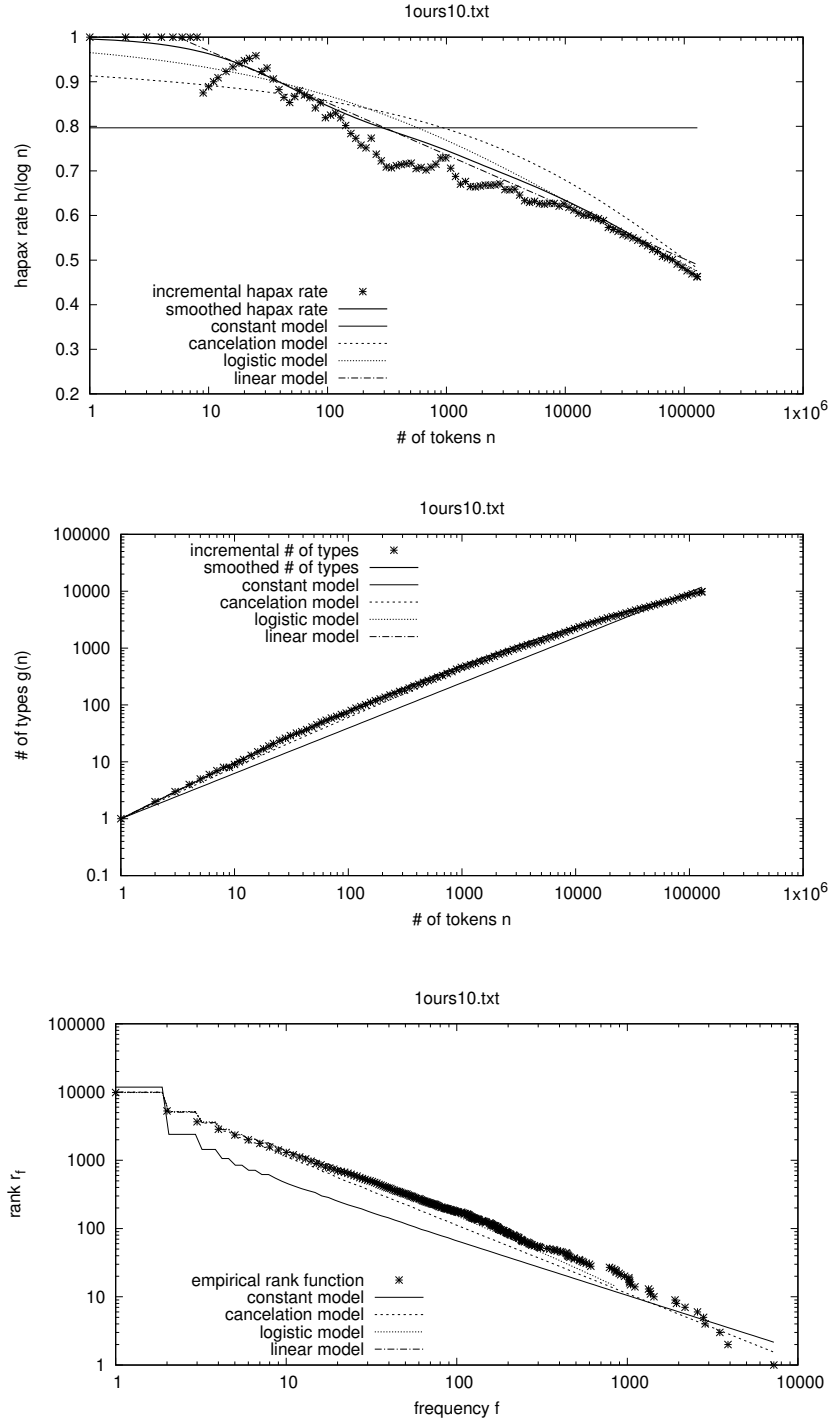 1ours10.txt
hapax rate h(log n)
1
0.9
0.8
0.7
0.6
0.5
0.4
0.3
0.2
incremental hapax rate
smoothed hapax rate
constant model
cancelation model
logistic model
linear model
1 10 100 1000 10000 100000 1x10⁶
# of tokens n
1ours10.txt
# of types g(n)
100000
10000
1000
100
10
1
0.1
incremental # of types
smoothed # of types
constant model
cancelation model
logistic model
linear model
1 10 100 1000 10000 100000 1x10⁶
# of tokens n
1ours10.txt
rank r_f
100000
10000
1000
100
10
1
empirical rank function
constant model
cancelation model
logistic model
linear model
1 10 100 1000 10000
frequency f